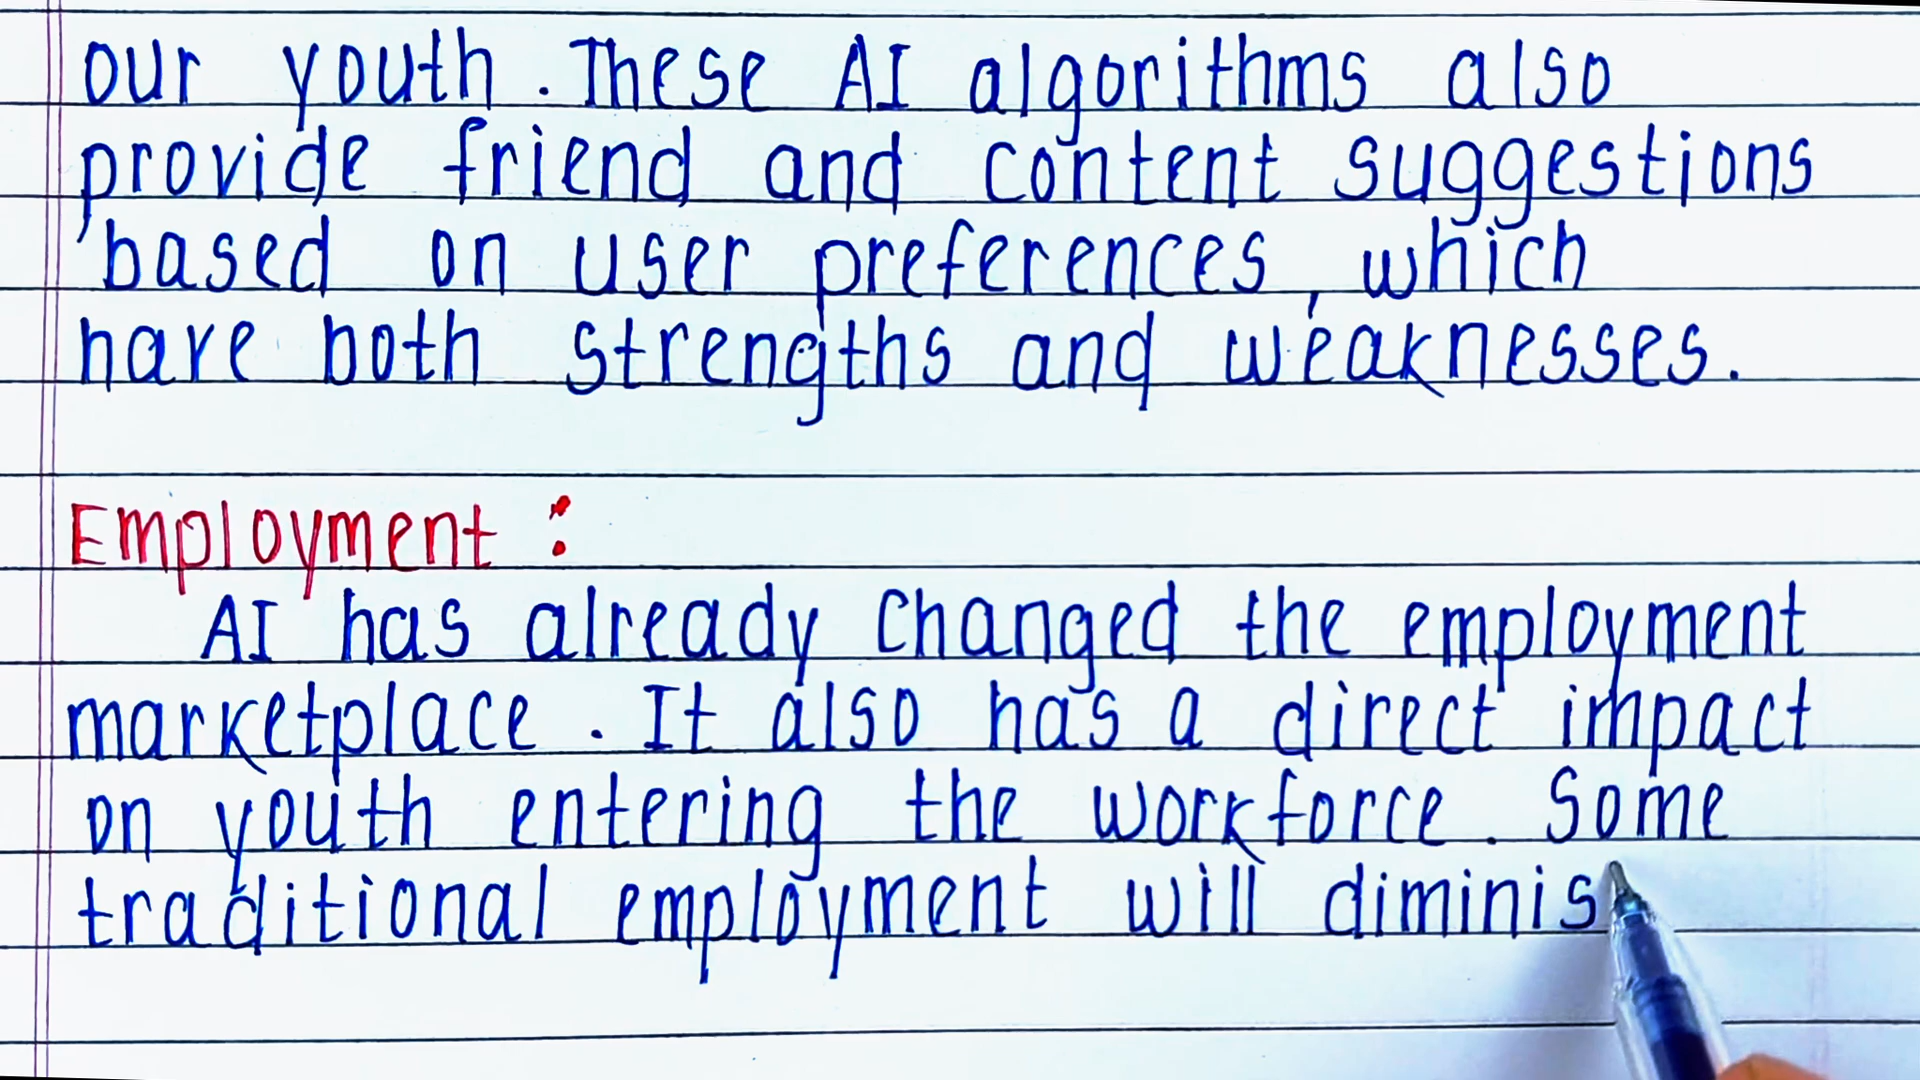 our youth. These AI algorithms also
provide friend and content suggestions
based on user preferences, which
have both strengths and weaknesses.
Employment :
AI has already changed the employment
marketplace. It also has a direct impact
on youth entering the workforce. Some
traditional employment will diminis